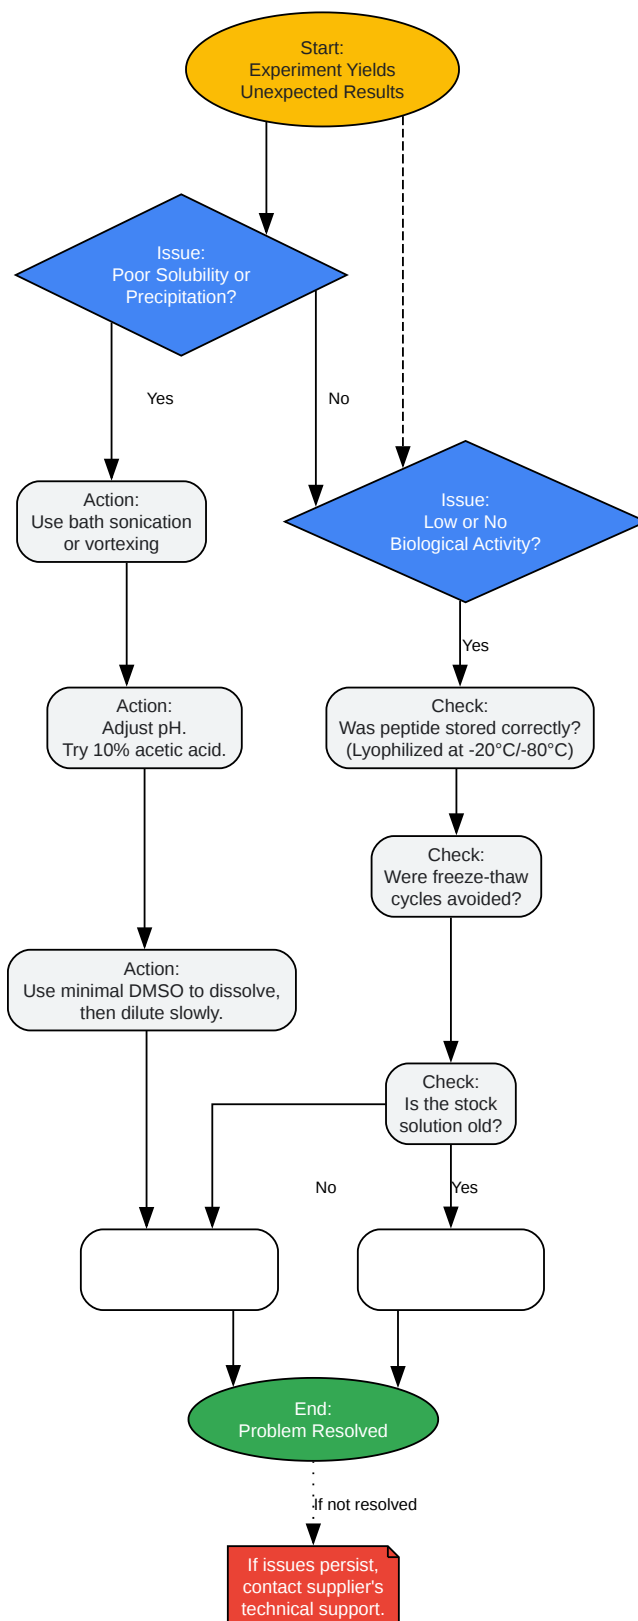 Start:
Experiment Yields
Unexpected Results
Issue:
Poor Solubility or
Precipitation?
Yes
No
Action:
Use bath sonication
or vortexing
Issue:
Low or No
Biological Activity?
Yes
Action:
Adjust pH.
Try 10% acetic acid.
Check:
Was peptide stored correctly?
(Lyophilized at -20°C/-80°C)
Check:
Were freeze-thaw
cycles avoided?
Action:
Use minimal DMSO to dissolve,
then dilute slowly.
Check:
Is the stock
solution old?
No
Yes
End:
Problem Resolved
If not resolved
If issues persist,
contact supplier's
technical support.